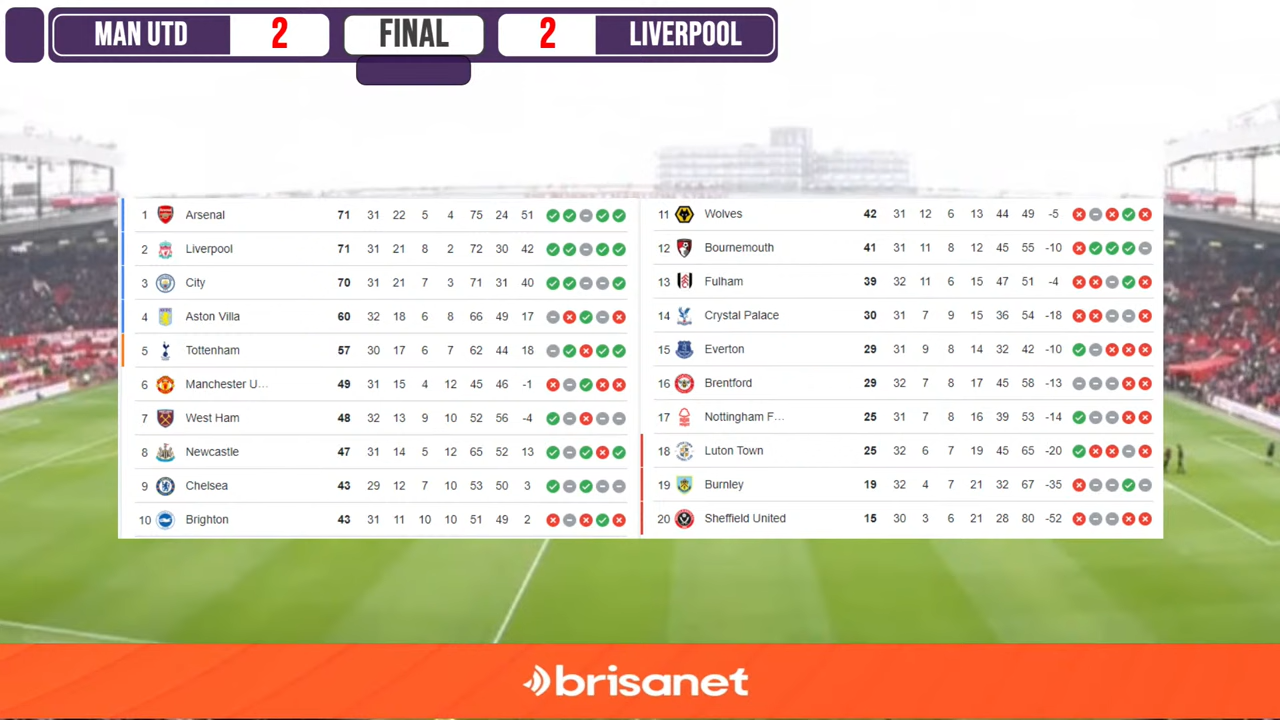 MAN UTD 2 FINAL 2 LIVERPOOL
1 Arsenal 71 31 22 5 4 75 24 51
2 Liverpool 71 31 21 8 2 72 30 42
3 City 70 31 21 7 3 71 31 40
4 Aston Villa 60 32 18 6 8 66 49 17
5 Tottenham 57 30 17 6 7 62 44 18
6 Manchester U... 49 31 15 4 12 45 46 -1
7 West Ham 48 32 13 9 10 52 56 -4
8 Newcastle 47 31 14 5 12 65 52 13
9 Chelsea 43 29 12 7 10 53 50 3
10 Brighton 43 31 11 10 10 51 49 2
11 Wolves 42 31 12 6 13 44 49 -5
12 Bournemouth 41 31 11 8 12 45 55 -10
13 Fulham 39 32 11 6 15 47 51 -4
14 Crystal Palace 30 31 7 9 15 36 54 -18
15 Everton 29 31 9 8 14 32 42 -10
16 Brentford 29 32 7 8 17 45 58 -13
17 Nottingham F... 25 31 7 8 16 39 53 -14
18 Luton Town 25 32 6 7 19 45 65 -20
19 Burnley 19 32 4 7 21 32 67 -35
20 Sheffield United 15 30 3 6 21 28 80 -52
brisanet